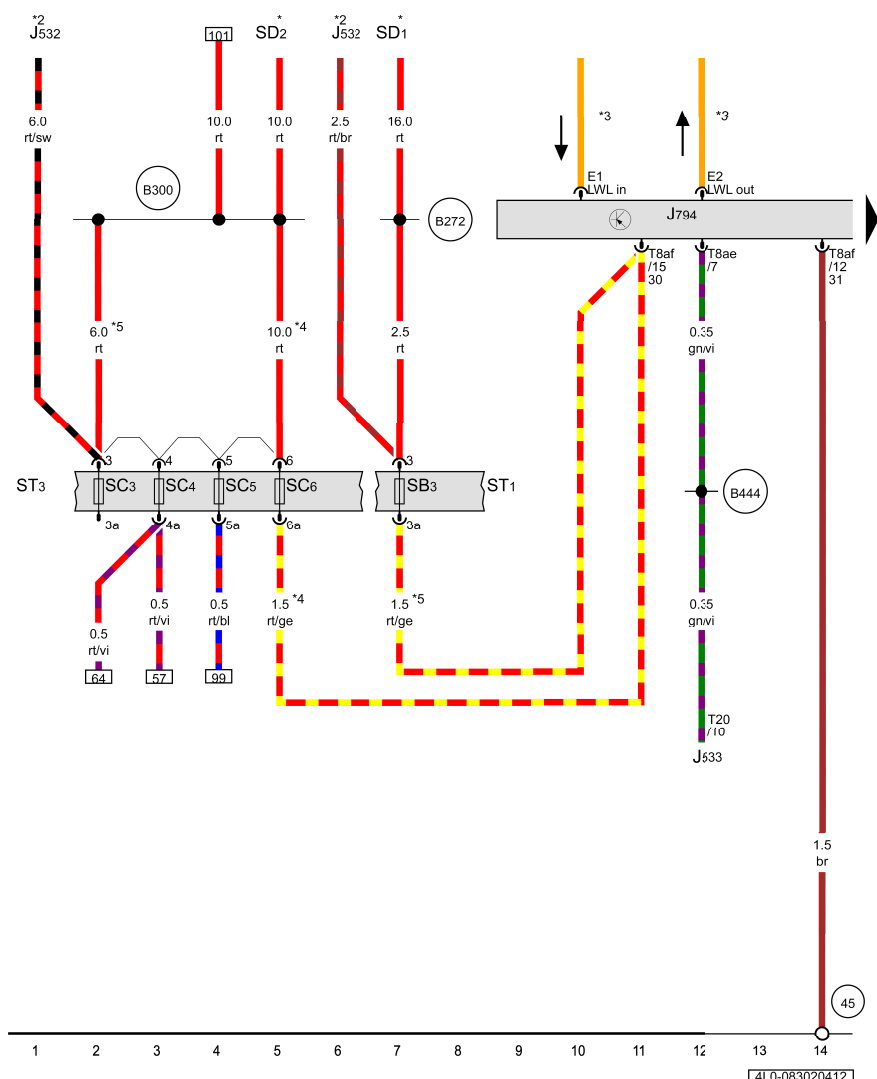 *2 * *2 *
J532 101 SD2 J532 SD1
*3 *3
6.0 10.0 10.0 2.5 16.0
rt/sw rt rt rt/br rt
E1 E2
LWL in LWL out
B300
B272
J794
T8af T8ae T8af
/15 /7 /12
30 31
6.0 *5 10.0 *4 2.5 0.35
rt rt rt gn/vi
3 4 5 6 3
ST3 SC3 SC4 SC5 SC6 SB3 ST1
B444
3a 4a 5a 6a 3a
0.5 0.5 1.5 *4 1.5 *5 0.35
rt/vi rt/bl rt/ge rt/ge gn/vi
0.5
rt/vi
64 57 99
T20
/10
J533
1.5
br
45
1 2 3 4 5 6 7 8 9 10 11 12 13 14
4L0-083020412